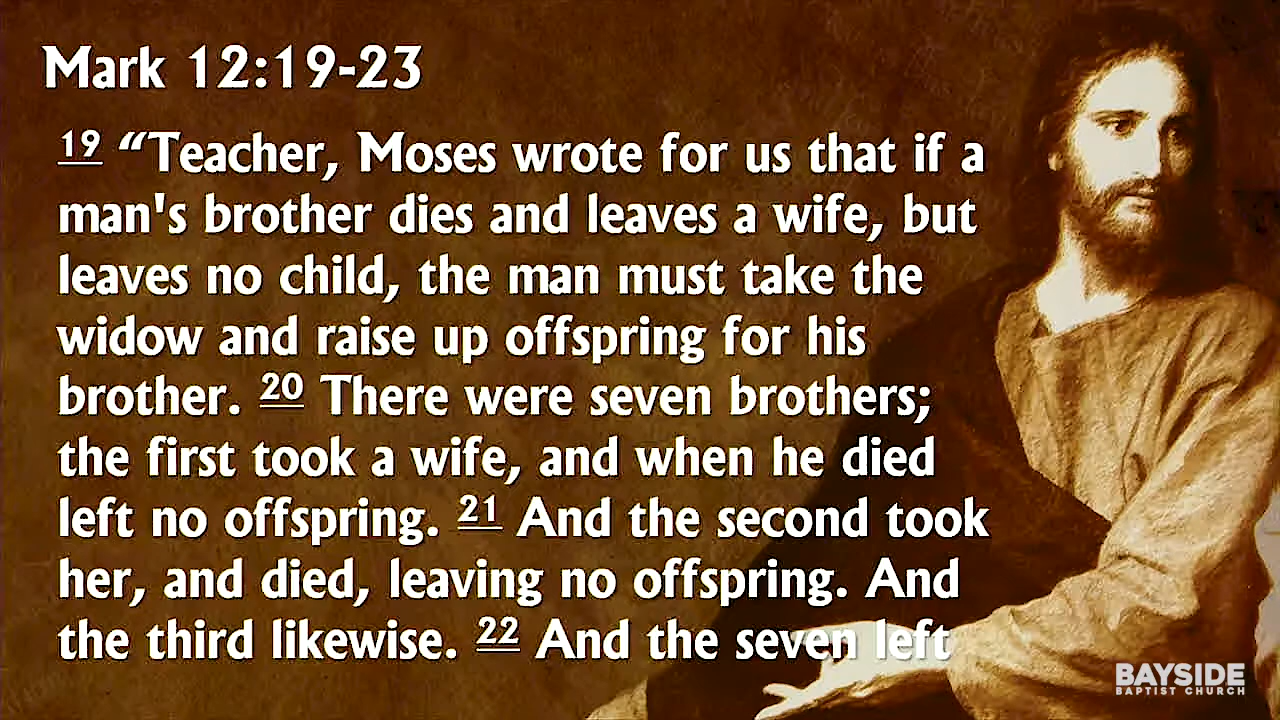 Mark 12:19-23
19 “Teacher, Moses wrote for us that if a
man's brother dies and leaves a wife, but
leaves no child, the man must take the
widow and raise up offspring for his
brother. 20 There were seven brothers;
the first took a wife, and when he died
left no offspring. 21 And the second took
her, and died, leaving no offspring. And
the third likewise. 22 And the seven left
BAYSIDE
BAPTIST CHURCH